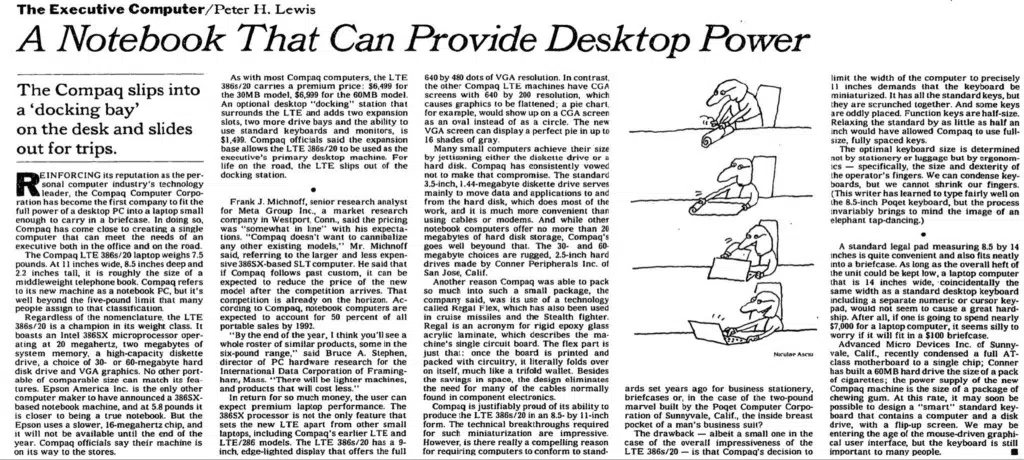 The Executive Computer/Peter H. Lewis
A Notebook That Can Provide Desktop Power
The Compaq slips into
a ‘docking bay’
on the desk and slides
out for trips.
REINFORCING its reputation as the per-
sonal computer industry's technology
leader, the Compaq Computer Corpo-
ration has become the first company to fit the
full power of a desktop PC into a laptop small
enough to carry in a briefcase. In doing so,
Compaq has come close to creating a single
computer that can meet the needs of an
executive both in the office and on the road.
The Compaq LTE 386s/20 laptop weighs 7.5
pounds. At 11 inches wide, 8.5 inches deep and
2.2 inches tall, it is roughly the size of a
middleweight telephone book. Compaq refers
to its new machine as a notebook PC, but it's
well beyond the five-pound limit that many
people assign to that classification.
Regardless of the nomenclature, the LTE
386s/20 is a champion in its weight class. It
boasts an Intel 386SX microprocessor oper-
ating at 20 megahertz, two megabytes of
system memory, a high-capacity diskette
drive, a choice of 30- or 60-megabyte hard
disk drive and VGA graphics. No other port-
able of comparable size can match its fea-
tures. Epson America Inc. is the only other
computer maker to have announced a 386SX-
based notebook machine, and at 5.8 pounds it
is closer to being a true notebook. But the
Epson uses a slower, 16-megahertz chip, and
it will not be available until the end of the
year. Compaq officials say their machine is
on its way to the stores.
As with most Compaq computers, the LTE
386s/20 carries a premium price: $6,499 for
the 30MB model, $6,999 for the 60MB model.
An optional desktop “docking” station that
surrounds the LTE and adds two expansion
slots, two more drive bays and the ability to
use standard keyboards and monitors, is
$1,499. Compaq officials said the expansion
base allows the LTE 386s/20 to be used as the
executive's primary desktop machine. For
life on the road, the LTE slips out of the
docking station.
•
Frank J. Michnoff, senior research analyst
for Meta Group Inc., a market research
company in Westport, Conn., said the pricing
was “somewhat in line” with his expecta-
tions. “Compaq doesn't want to cannibalize
any other existing models,” Mr. Michnoff
said, referring to the larger and less expen-
sive 386SX-based SLT computer. He said that
if Compaq follows past custom, it can be
expected to reduce the price of the new
model after the competition arrives. That
competition is already on the horizon. Ac-
cording to Compaq, notebook computers are
expected to account for 50 percent of all
portable sales by 1992.
“By the end of the year, I think you'll see a
whole roster of similar products, some in the
six-pound range,” said Bruce A. Stephen,
director of PC hardware research for the
International Data Corporation of Framing-
ham, Mass. “There will be lighter machines,
and products that will cost less.”
In return for so much money, the user can
expect premium laptop performance. The
386SX processor is not the only feature that
sets the new LTE apart from other small
laptops, including Compaq's earlier LTE and
LTE/286 models. The LTE 386s/20 has a 9-
inch, edge-lighted display that offers the full
640 by 480 dots of VGA resolution. In contrast,
the other Compaq LTE machines have CGA
screens with 640 by 200 resolution, which
causes graphics to be flattened; a pie chart,
for example, would show up on a CGA screen
as an oval instead of as a circle. The new
VGA screen can display a perfect pie in up to
16 shades of gray.
Many small computers achieve their size
by jettisoning either the diskette drive or a
hard disk. Compaq has consistently vowed
not to make that compromise. The standard
3.5-inch, 1.44-megabyte diskette drive serves
mainly to move data and applications to and
from the hard disk, which does most of the
work, and it is much more convenient than
using cables or modems. And while other
notebook computers offer no more than 20
megabytes of hard disk storage, Compaq's
goes well beyond that. The 30- and 60-
megabyte choices are rugged, 2.5-inch hard
drives made by Conner Peripherals Inc. of
San Jose, Calif.
Another reason Compaq was able to pack
so much into such a small package, the
company said, was its use of a technology
called Regal Flex, which has also been used
in cruise missiles and the Stealth fighter.
Regal is an acronym for rigid epoxy glass
acrylic laminate, which describes the ma-
chine's single circuit board. The flex part is
just that: once the board is printed and
packed with circuitry, it literally folds over
on itself, much like a trifold wallet. Besides
the savings in space, the design eliminates
the need for many of the cables normally
found in component electronics.
Compaq is justifiably proud of its ability to
produce the LTE 386s/20 in an 8.5- by 11-inch
form. The technical breakthroughs required
for such miniaturization are impressive.
However, is there really a compelling reason
for requiring computers to conform to stand-
Niculae Asciu
ards set years ago for business stationery,
briefcases or, in the case of the two-pound
marvel built by the Poqet Computer Corpo-
ration of Sunnyvale, Calif., the inside breast
pocket of a man's business suit?
The drawback — albeit a small one in the
case of the overall impressiveness of the
LTE 386s/20 — is that Compaq's decision to
limit the width of the computer to precisely
11 inches demands that the keyboard be
miniaturized. It has all the standard keys, but
they are scrunched together. And some keys
are oddly placed. Function keys are half-size.
Relaxing the standard by as little as half an
inch would have allowed Compaq to use full-
size, fully spaced keys.
The optimal keyboard size is determined
not by stationery or luggage but by ergonom-
ics — specifically, the size and dexterity of
the operator's fingers. We can condense key-
boards, but we cannot shrink our fingers.
(This writer has learned to type fairly well on
the 8.5-inch Poqet keyboard, but the process
invariably brings to mind the image of an
elephant tap-dancing.)
•
A standard legal pad measuring 8.5 by 14
inches is quite convenient and also fits neatly
into a briefcase. As long as the overall heft of
the unit could be kept low, a laptop computer
that is 14 inches wide, coincidentally the
same width as a standard desktop keyboard
including a separate numeric or cursor key-
pad, would not seem to cause a great hard-
ship. After all, if one is going to spend nearly
$7,000 for a laptop computer, it seems silly to
worry if it will fit in a $100 briefcase.
Advanced Micro Devices Inc. of Sunny-
vale, Calif., recently condensed a full AT-
class motherboard to a single chip; Conner
has built a 60MB hard drive the size of a pack
of cigarettes; the power supply of the new
Compaq machine is the size of a package of
chewing gum. At this rate, it may soon be
possible to design a “smart” standard key-
board that contains a computer and a disk
drive, with a flip-up screen. We may be
entering the age of the mouse-driven graphi-
cal user interface, but the keyboard is still
important to many people.